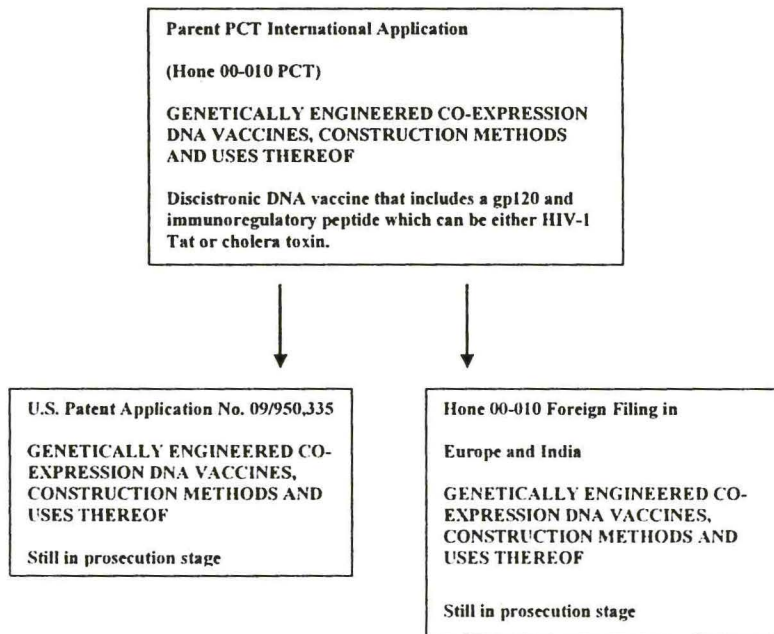 Parent PCT International Application
(Hone 00-010 PCT)
GENETICALLY ENGINEERED CO-EXPRESSION
DNA VACCINES, CONSTRUCTION METHODS
AND USES THEREOF
Discistronic DNA vaccine that includes a gp120 and
immunoregulatory peptide which can be either HIV-1
Tat or cholera toxin.
U.S. Patent Application No. 09/950,335
GENETICALLY ENGINEERED CO-
EXPRESSION DNA VACCINES,
CONSTRUCTION METHODS AND
USES THEREOF
Still in prosecution stage
Hone 00-010 Foreign Filing in
Europe and India
GENETICALLY ENGINEERED CO-
EXPRESSION DNA VACCINES,
CONSTRUCTION METHODS AND
USES THEREOF
Still in prosecution stage